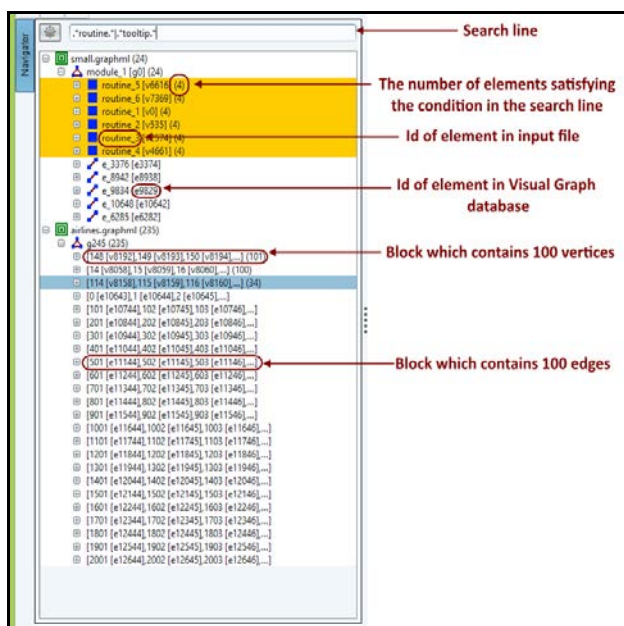 Navigator
."routine."|."tooltip."
Search line
small.graphml (24)
module_1 [g0] (24)
routine_5 [v6616] (4)
The number of elements satisfying
the condition in the search line
routine_6 [v7369] (4)
routine_1 [v0] (4)
routine_2 [v535] (4)
routine_3 [v2574] (4)
Id of element in input file
routine_4 [v4661] (4)
e_3376 [e3374]
e_8942 [e8938]
e_9834 [e9829]
Id of element in Visual Graph
database
e_10648 [e10642]
e_6285 [e6282]
airlines.graphml (235)
g245 (235)
[148 [v8192],149 [v8193],150 [v8194],...] (101)
Block which contains 100 vertices
[14 [v8058],15 [v8059],16 [v8060],...] (100)
[114 [v8158],115 [v8159],116 [v8160],...] (34)
[0 [e10643],1 [e10644],2 [e10645],...]
[101 [e10744],102 [e10745],103 [e10746],...]
[201 [e10844],202 [e10845],203 [e10846],...]
[301 [e10944],302 [e10945],303 [e10946],...]
[401 [e11044],402 [e11045],403 [e11046],...]
[501 [e11144],502 [e11145],503 [e11146],...]
Block which contains 100 edges
[601 [e11244],602 [e11245],603 [e11246],...]
[701 [e11344],702 [e11345],703 [e11346],...]
[801 [e11444],802 [e11445],803 [e11446],...]
[901 [e11544],902 [e11545],903 [e11546],...]
[1001 [e11644],1002 [e11645],1003 [e11646],...]
[1101 [e11744],1102 [e11745],1103 [e11746],...]
[1201 [e11844],1202 [e11845],1203 [e11846],...]
[1301 [e11944],1302 [e11945],1303 [e11946],...]
[1401 [e12044],1402 [e12045],1403 [e12046],...]
[1501 [e12144],1502 [e12145],1503 [e12146],...]
[1601 [e12244],1602 [e12245],1603 [e12246],...]
[1701 [e12344],1702 [e12345],1703 [e12346],...]
[1801 [e12444],1802 [e12445],1803 [e12446],...]
[1901 [e12544],1902 [e12545],1903 [e12546],...]
[2001 [e12644],2002 [e12645],2003 [e12646],...]